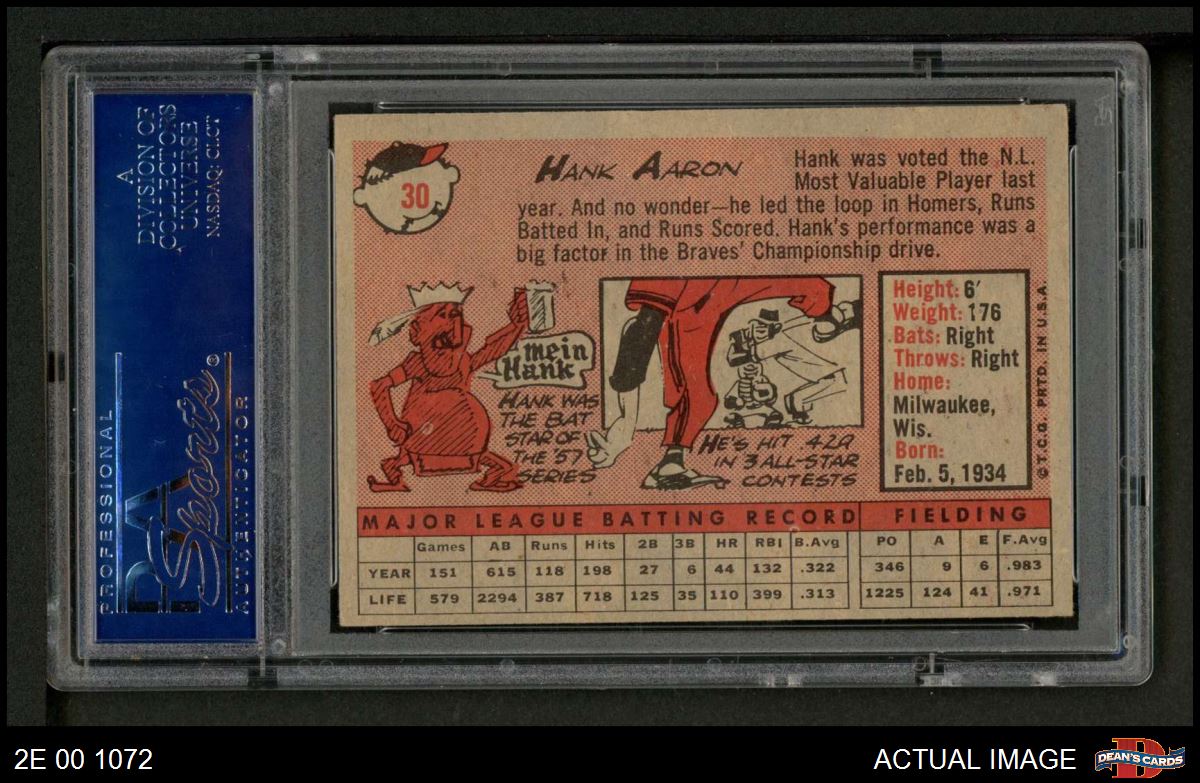 A
DIVISION OF
COLLECTORS
UNIVERSE
NASDAQ: CLCT
PROFESSIONAL
PSA
Sports®
AUTHENTICATOR
30
HANK AARON
Hank was voted the N.L.
Most Valuable Player last
year. And no wonder—he led the loop in Homers, Runs
Batted In, and Runs Scored. Hank's performance was a
big factor in the Braves' Championship drive.
mein
Hank
HANK WAS
THE BAT
STAR OF
THE '57
SERIES
HE'S HIT .429
IN 3 ALL-STAR
CONTESTS
Height: 6'
Weight: 176
Bats: Right
Throws: Right
Home:
Milwaukee,
Wis.
Born:
Feb. 5, 1934
©T.C.G. PRTD. IN U.S.A.
MAJOR LEAGUE BATTING RECORD FIELDING
Games AB Runs Hits 2B 3B HR RBI B.Avg PO A E F.Avg
YEAR 151 615 118 198 27 6 44 132 .322 346 9 6 .983
LIFE 579 2294 387 718 125 35 110 399 .313 1225 124 41 .971
2E 00 1072
ACTUAL IMAGE
D
DEAN'S CARDS